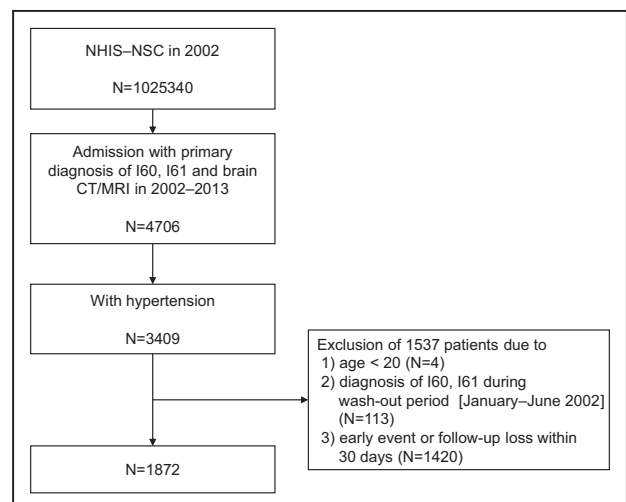 NHIS–NSC in 2002
N=1025340
Admission with primary
diagnosis of I60, I61 and brain
CT/MRI in 2002–2013
N=4706
With hypertension
N=3409
Exclusion of 1537 patients due to
1) age < 20 (N=4)
2) diagnosis of I60, I61 during
wash-out period [January–June 2002]
(N=113)
3) early event or follow-up loss within
30 days (N=1420)
N=1872